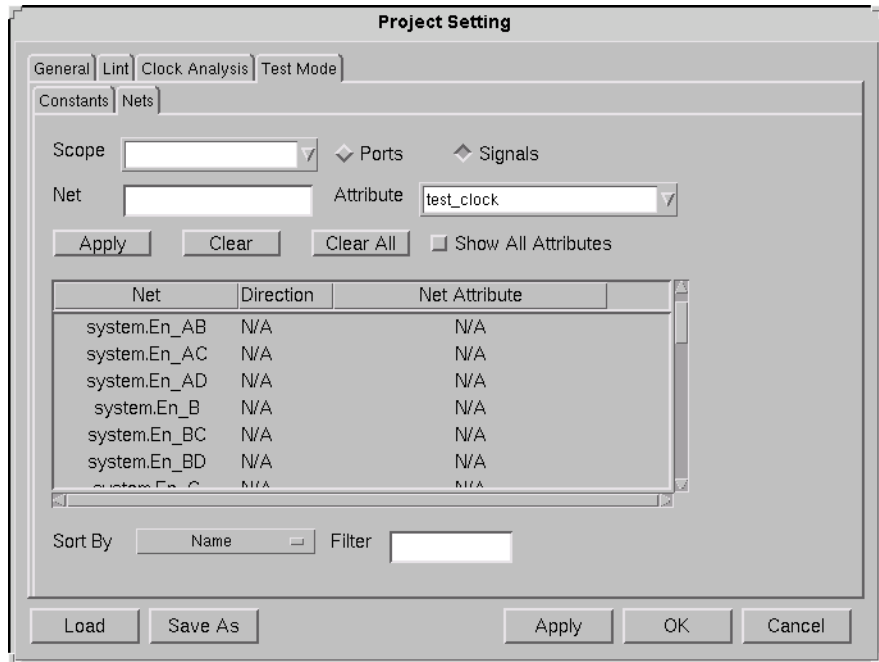 Project Setting
General Lint Clock Analysis Test Mode
Constants Nets
Scope Ports Signals
Net Attribute test_clock
Apply Clear Clear All Show All Attributes
Net Direction Net Attribute
system.En_AB N/A N/A
system.En_AC N/A N/A
system.En_AD N/A N/A
system.En_B N/A N/A
system.En_BC N/A N/A
system.En_BD N/A N/A
system.En_C N/A N/A
Sort By Name Filter
Load Save As Apply OK Cancel